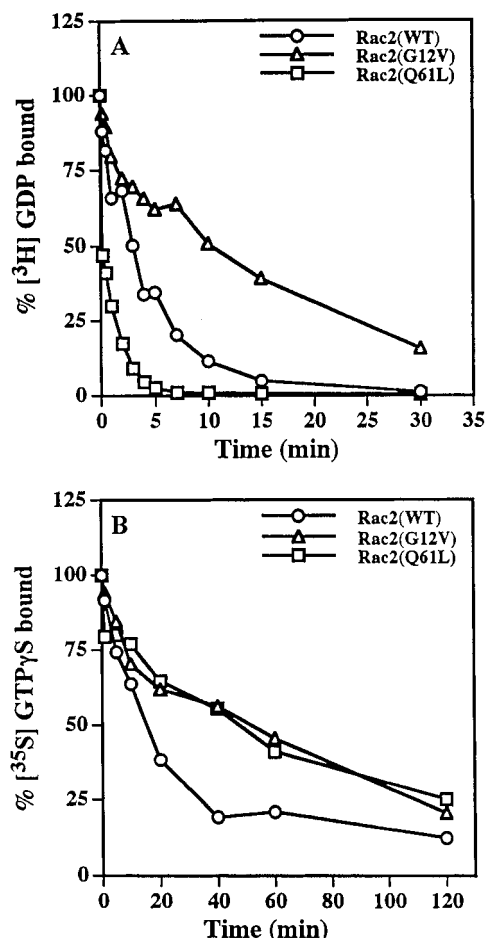 A
Rac2(WT)
Rac2(G12V)
Rac2(Q61L)
% [³H] GDP bound
125
100
75
50
25
0
0 5 10 15 20 25 30 35
Time (min)
B
Rac2(WT)
Rac2(G12V)
Rac2(Q61L)
% [³⁵S] GTPγS bound
125
100
75
50
25
0
0 20 40 60 80 100 120
Time (min)